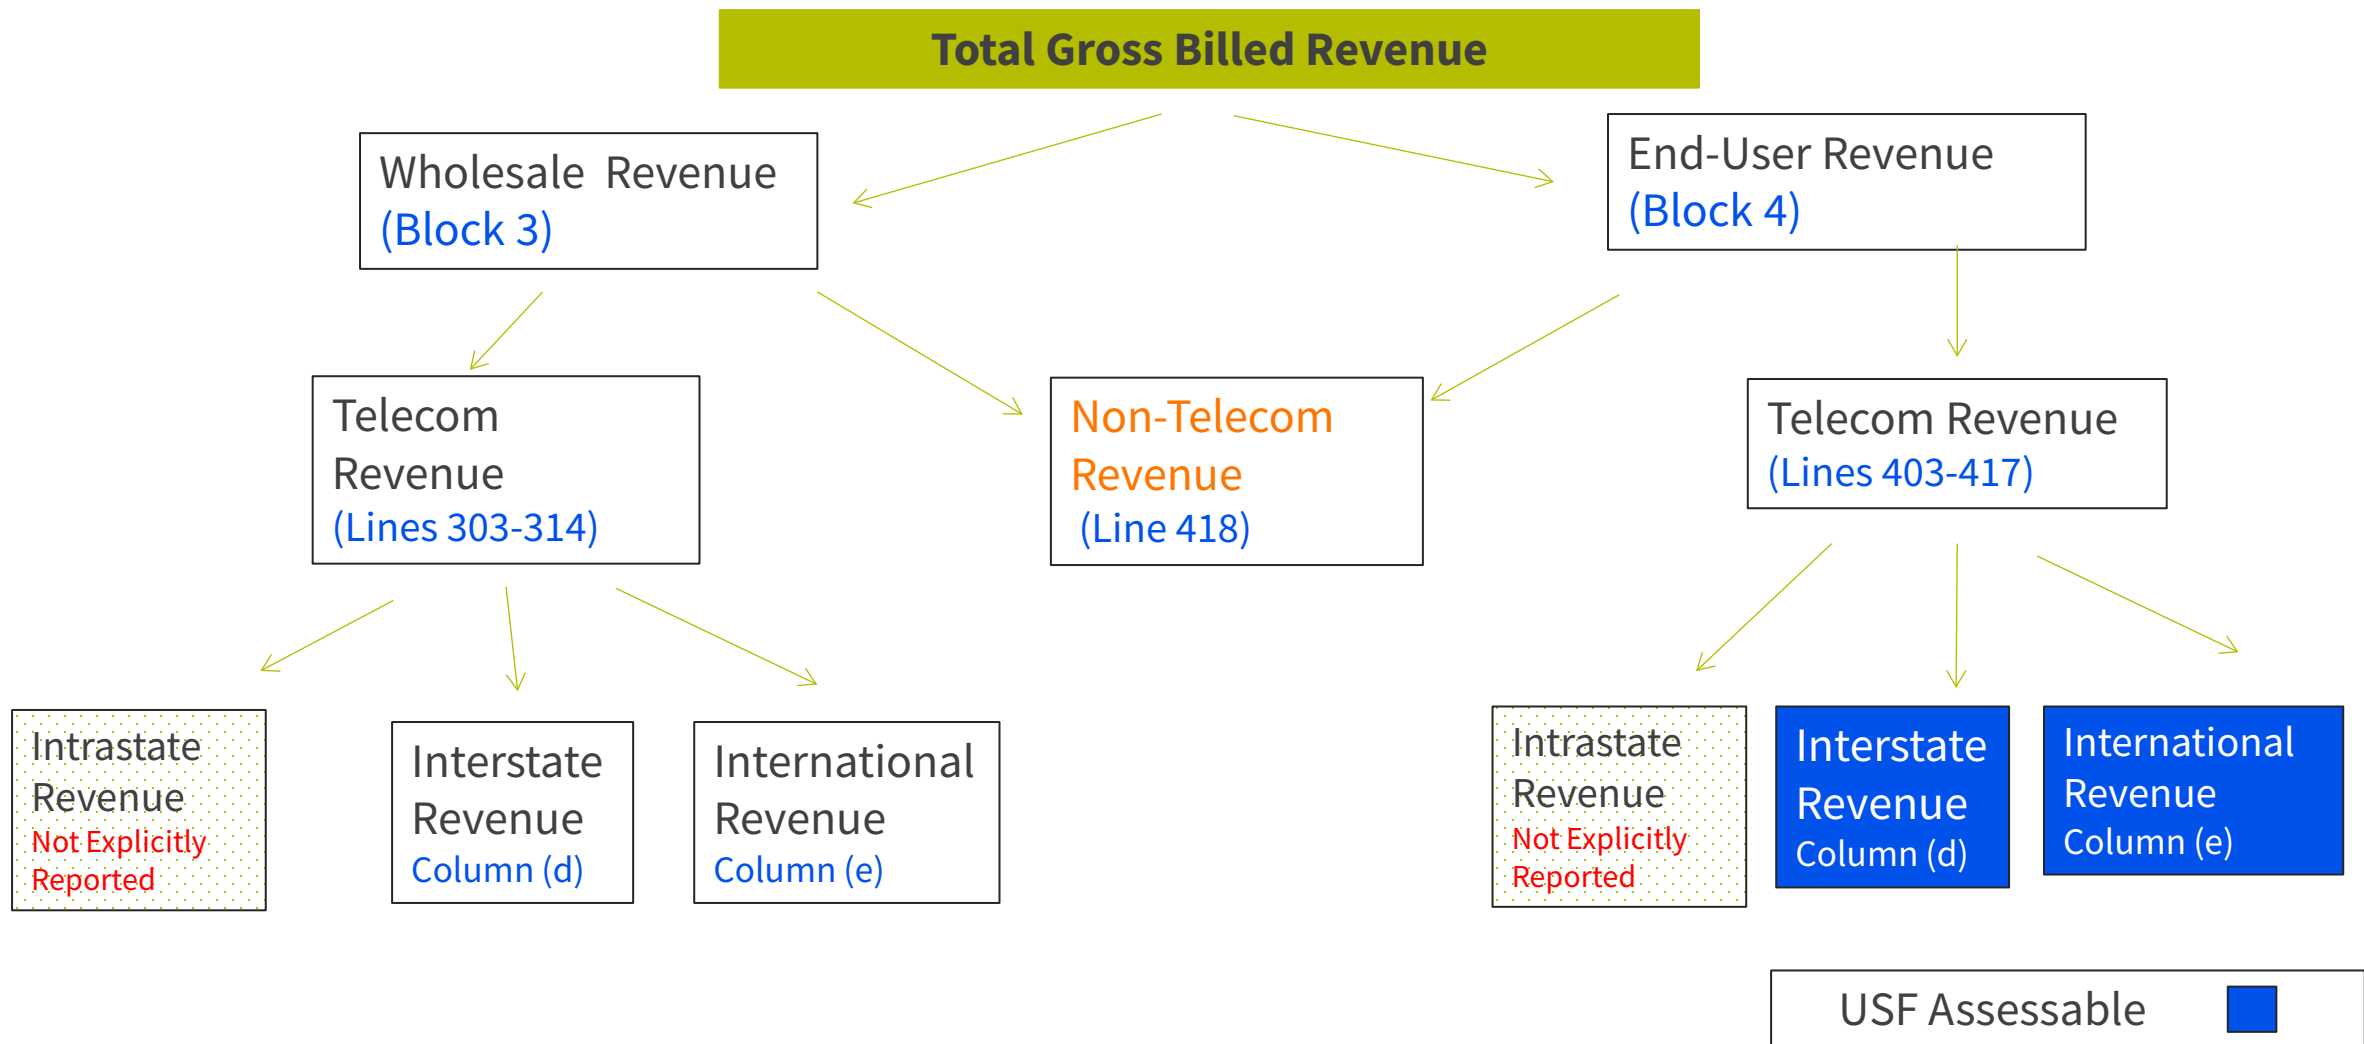 Total Gross Billed Revenue
Wholesale  Revenue
(Block 3)
End-User Revenue
(Block 4)
Telecom
Revenue
(Lines 303-314)
Non-Telecom
Revenue
(Line 418)
Telecom Revenue
(Lines 403-417)
Intrastate
Revenue
Not Explicitly
Reported
Interstate
Revenue
Column (d)
International
Revenue
Column (e)
Intrastate
Revenue
Not Explicitly
Reported
Interstate
Revenue
Column (d)
International
Revenue
Column (e)
USF Assessable